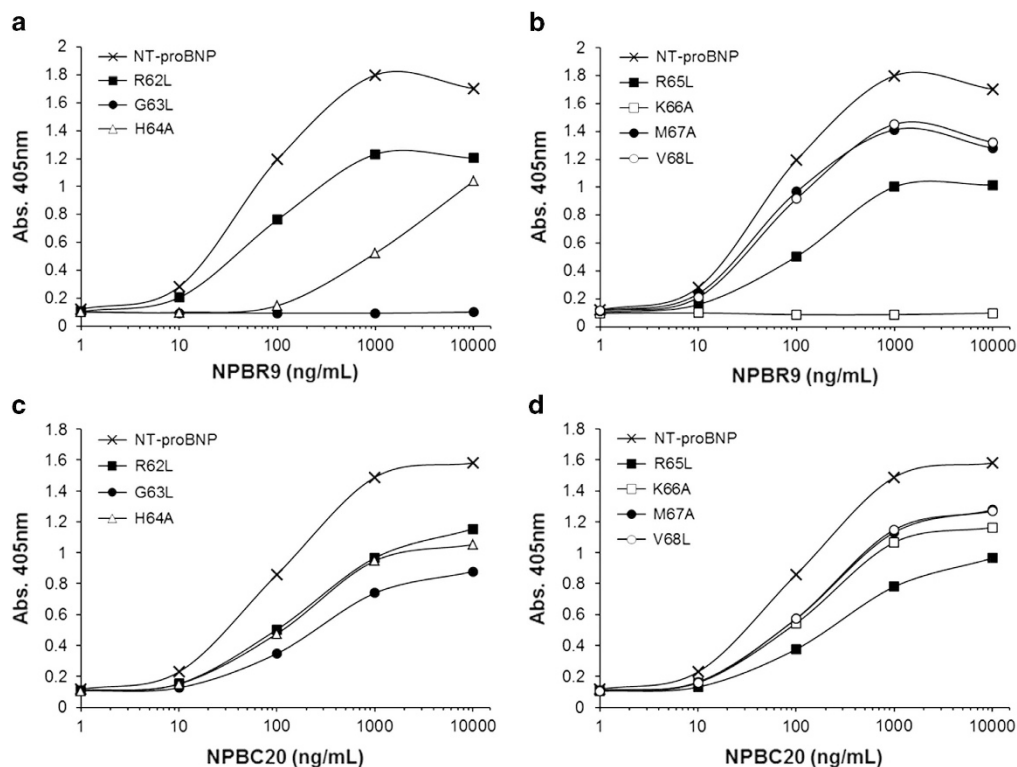 a
NT-proBNP
R62L
G63L
H64A
Abs. 405nm
2
1.8
1.6
1.4
1.2
1
0.8
0.6
0.4
0.2
0
1 10 100 1000 10000
NPBR9 (ng/mL)
b
NT-proBNP
R65L
K66A
M67A
V68L
Abs. 405nm
2
1.8
1.6
1.4
1.2
1
0.8
0.6
0.4
0.2
0
1 10 100 1000 10000
NPBR9 (ng/mL)
c
NT-proBNP
R62L
G63L
H64A
Abs. 405nm
1.8
1.6
1.4
1.2
1
0.8
0.6
0.4
0.2
0
1 10 100 1000 10000
NPBC20 (ng/mL)
d
NT-proBNP
R65L
K66A
M67A
V68L
Abs. 405nm
1.8
1.6
1.4
1.2
1
0.8
0.6
0.4
0.2
0
1 10 100 1000 10000
NPBC20 (ng/mL)